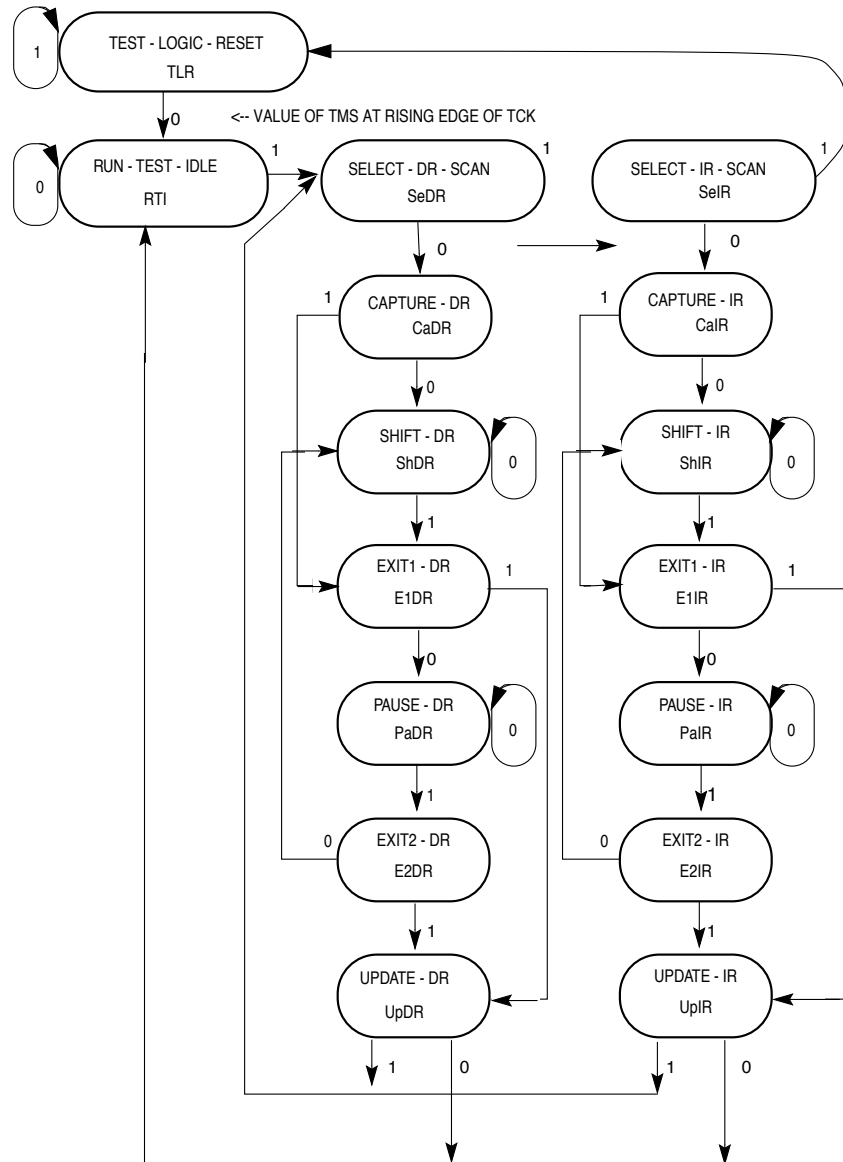 TEST - LOGIC - RESET
TLR
1
0
<-- VALUE OF TMS AT RISING EDGE OF TCK
RUN - TEST - IDLE
RTI
0
1
SELECT - DR - SCAN
SeDR
1
SELECT - IR - SCAN
SeIR
1
0
0
1
CAPTURE - DR
CaDR
1
CAPTURE - IR
CaIR
0
0
SHIFT - DR
ShDR
0
SHIFT - IR
ShIR
0
1
1
EXIT1 - DR
E1DR
1
EXIT1 - IR
E1IR
1
0
0
PAUSE - DR
PaDR
0
PAUSE - IR
PaIR
0
1
1
0
EXIT2 - DR
E2DR
0
EXIT2 - IR
E2IR
1
1
UPDATE - DR
UpDR
UPDATE - IR
UpIR
1
0
1
0